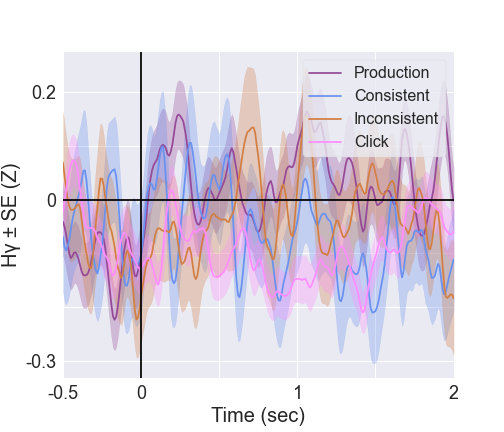 Production
Consistent
Inconsistent
Click
0.2
0
-0.3
Hγ ± SE (Z)
-0.5
0
1
2
Time (sec)